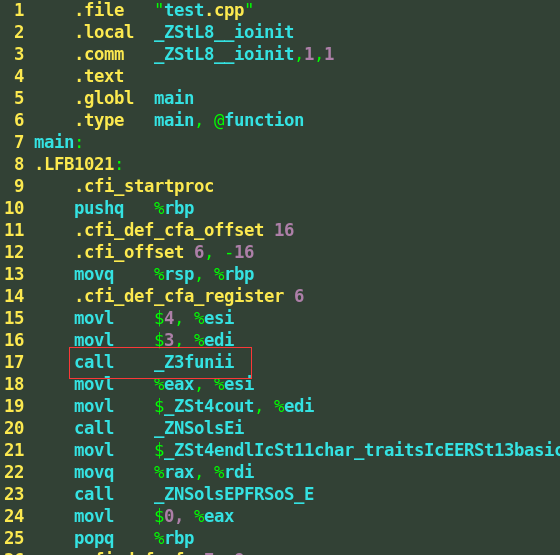 1 .file "test.cpp"
2 .local _ZStL8__ioinit
3 .comm _ZStL8__ioinit,1,1
4 .text
5 .globl main
6 .type main, @function
7 main:
8 .LFB1021:
9 .cfi_startproc
10 pushq %rbp
11 .cfi_def_cfa_offset 16
12 .cfi_offset 6, -16
13 movq %rsp, %rbp
14 .cfi_def_cfa_register 6
15 movl $4, %esi
16 movl $3, %edi
17 call _Z3funii
18 movl %eax, %esi
19 movl $_ZSt4cout, %edi
20 call _ZNSolsEi
21 movl $_ZSt4endlIcSt11char_traitsIcEERSt13basic
22 movq %rax, %rdi
23 call _ZNSolsEPFRSoS_E
24 movl $0, %eax
25 popq %rbp